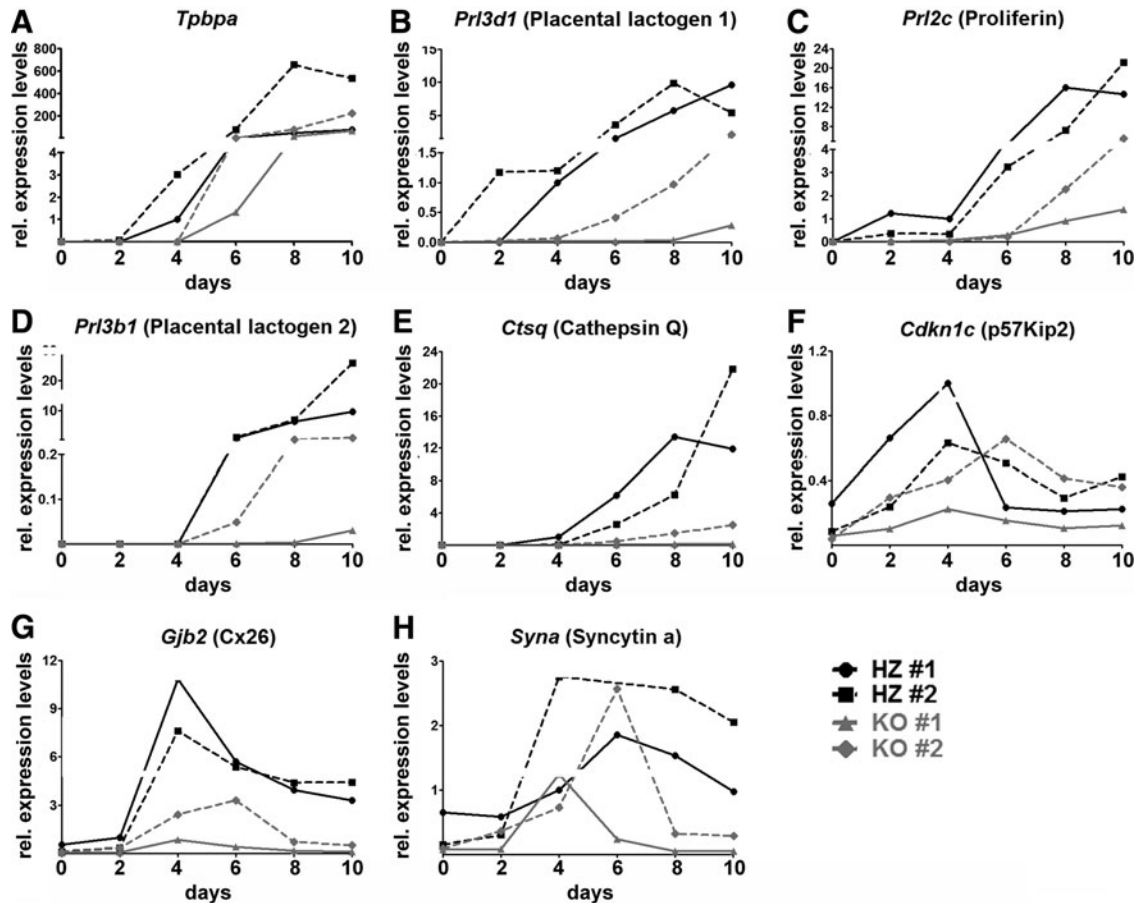 A
Tpbpa
rel. expression levels
800
600
400
200
4
3
2
1
0 2 4 6 8 10
days
B
Prl3d1 (Placental lactogen 1)
rel. expression levels
15
10
5
1.5
1.0
0.5
0.0
0 2 4 6 8 10
days
C
Prl2c (Proliferin)
rel. expression levels
24
20
16
12
8
4
4
3
2
1
0
0 2 4 6 8 10
days
D
Prl3b1 (Placental lactogen 2)
rel. expression levels
20
10
0.2
0.1
0 2 4 6 8 10
days
E
Ctsq (Cathepsin Q)
rel. expression levels
24
20
16
12
8
4
0 2 4 6 8 10
days
F
Cdkn1c (p57Kip2)
rel. expression levels
1.2
0.8
0.4
0 2 4 6 8 10
days
G
Gjb2 (Cx26)
rel. expression levels
12
9
6
3
0 2 4 6 8 10
days
H
Syna (Syncytin a)
rel. expression levels
3
2
1
0 2 4 6 8 10
days
HZ #1
HZ #2
KO #1
KO #2